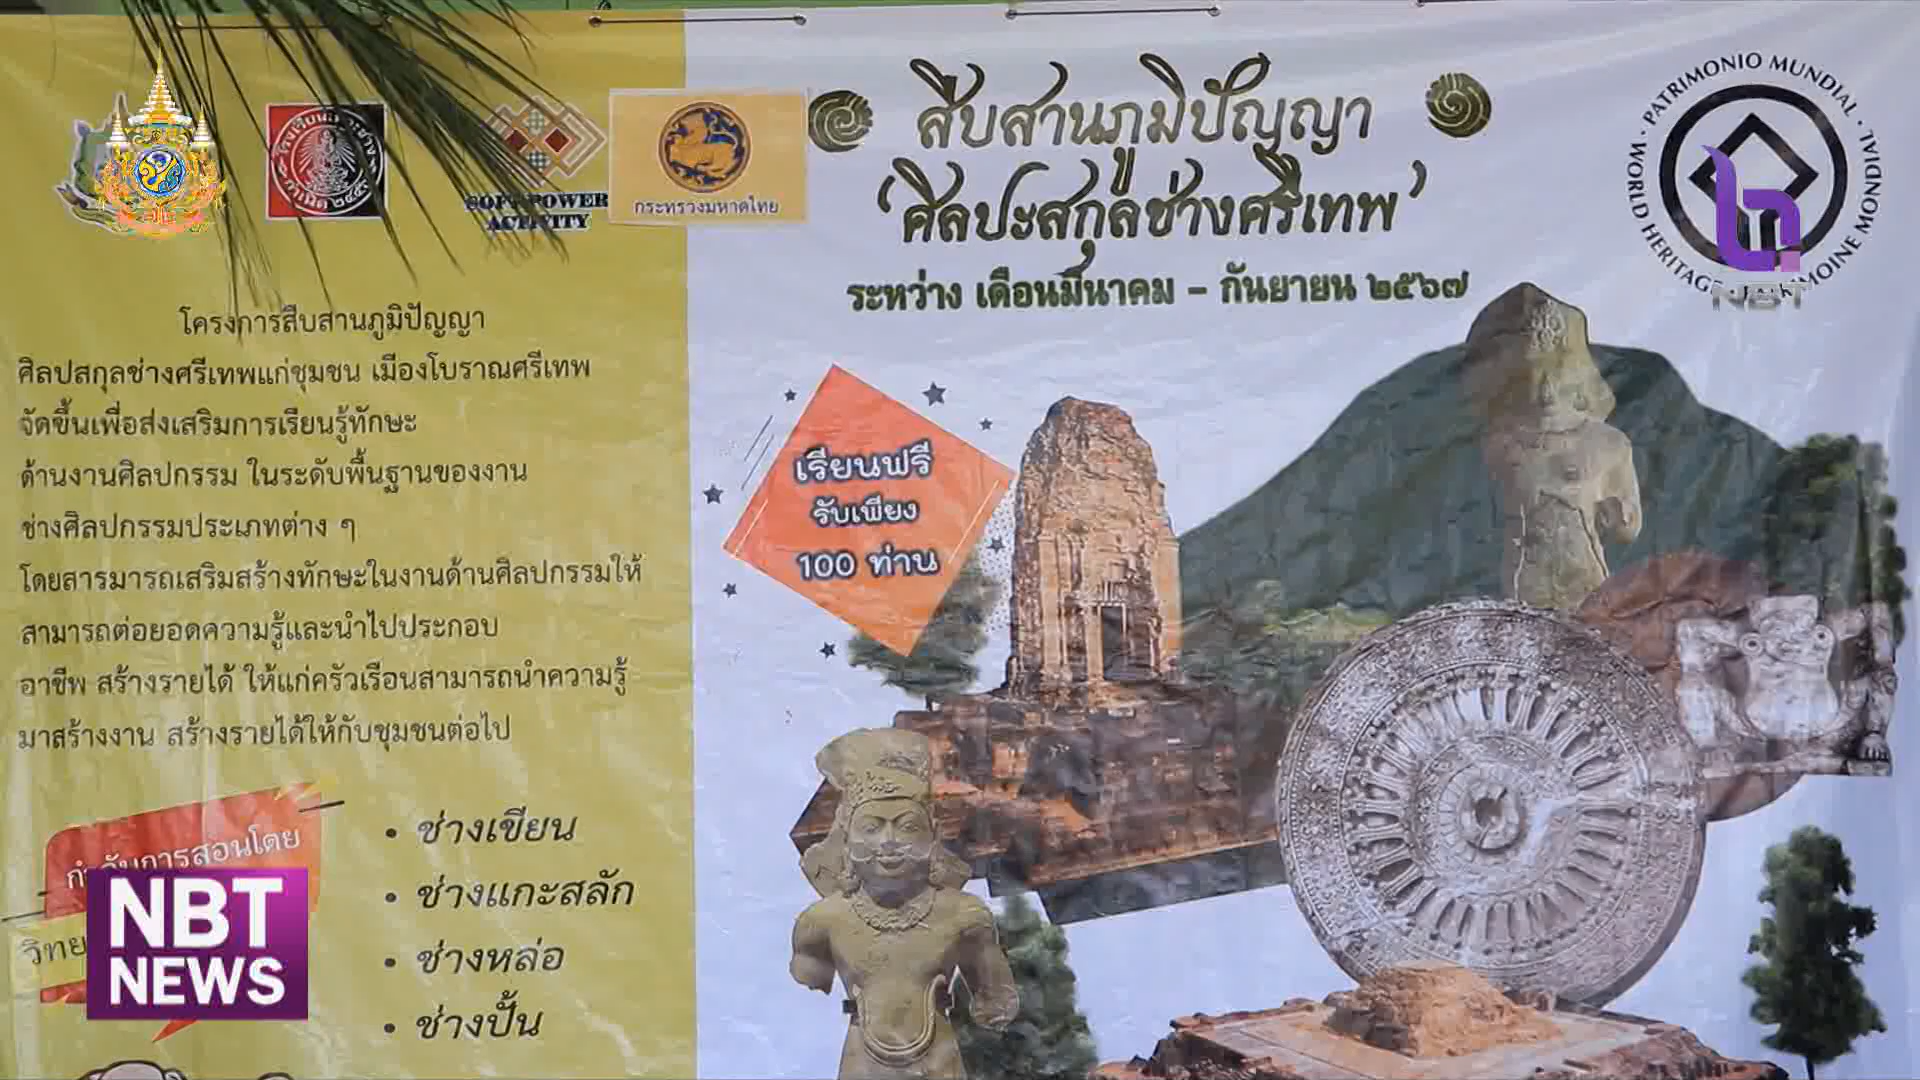 สืบสานภูมิปัญญา
'ศิลปะสกุลช่างศรีเทพ'
ระหว่าง เดือนมีนาคม - กันยายน ๒๕๖๗
SOFT POWER
ACTIVITY
กระทรวงมหาดไทย
PATRIMONIO MUNDIAL
WORLD HERITAGE
MONDIAL
NBT
โครงการสืบสานภูมิปัญญา
ศิลปสกุลช่างศรีเทพแก่ชุมชน เมืองโบราณศรีเทพ
จัดขึ้นเพื่อส่งเสริมการเรียนรู้ทักษะ
ด้านงานศิลปกรรม ในระดับพื้นฐานของงาน
ช่างศิลปกรรมประเภทต่าง ๆ
โดยสารมารถเสริมสร้างทักษะในงานด้านศิลปกรรมให้
สามารถต่อยอดความรู้และนำไปประกอบ
อาชีพ สร้างรายได้ ให้แก่ครัวเรือนสามารถนำความรู้
มาสร้างงาน สร้างรายได้ให้กับชุมชนต่อไป
เรียนฟรี
รับเพียง
100 ท่าน
• ช่างเขียน
• ช่างแกะสลัก
• ช่างหล่อ
• ช่างปั้น
NBT
NEWS